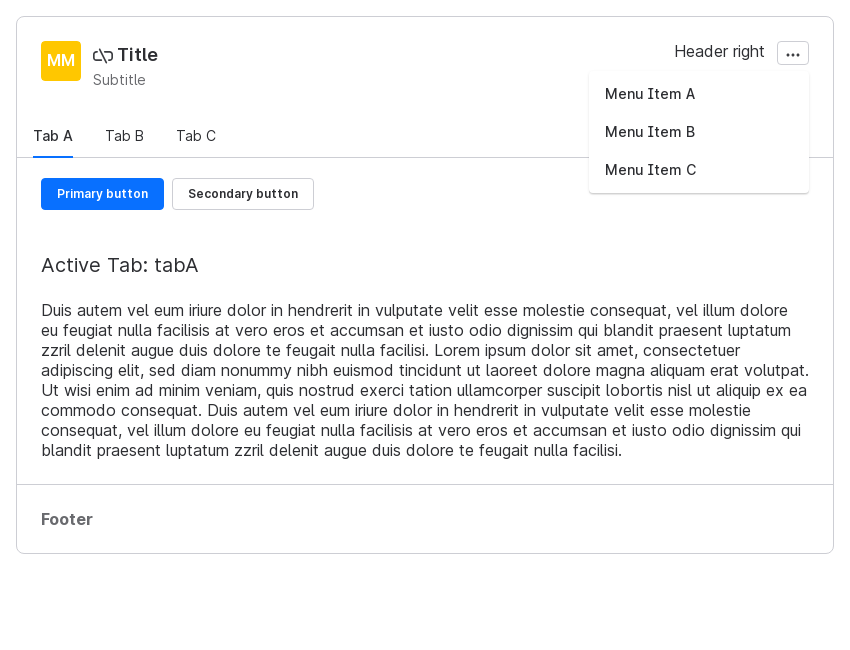 MM
Title
Subtitle
Header right
Menu Item A
Menu Item B
Menu Item C
Tab A
Tab B
Tab C
Primary button
Secondary button
Active Tab: tabA
Duis autem vel eum iriure dolor in hendrerit in vulputate velit esse molestie consequat, vel illum dolore
eu feugiat nulla facilisis at vero eros et accumsan et iusto odio dignissim qui blandit praesent luptatum
zzril delenit augue duis dolore te feugait nulla facilisi. Lorem ipsum dolor sit amet, consectetuer
adipiscing elit, sed diam nonummy nibh euismod tincidunt ut laoreet dolore magna aliquam erat volutpat.
Ut wisi enim ad minim veniam, quis nostrud exerci tation ullamcorper suscipit lobortis nisl ut aliquip ex ea
commodo consequat. Duis autem vel eum iriure dolor in hendrerit in vulputate velit esse molestie
consequat, vel illum dolore eu feugiat nulla facilisis at vero eros et accumsan et iusto odio dignissim qui
blandit praesent luptatum zzril delenit augue duis dolore te feugait nulla facilisi.
Footer